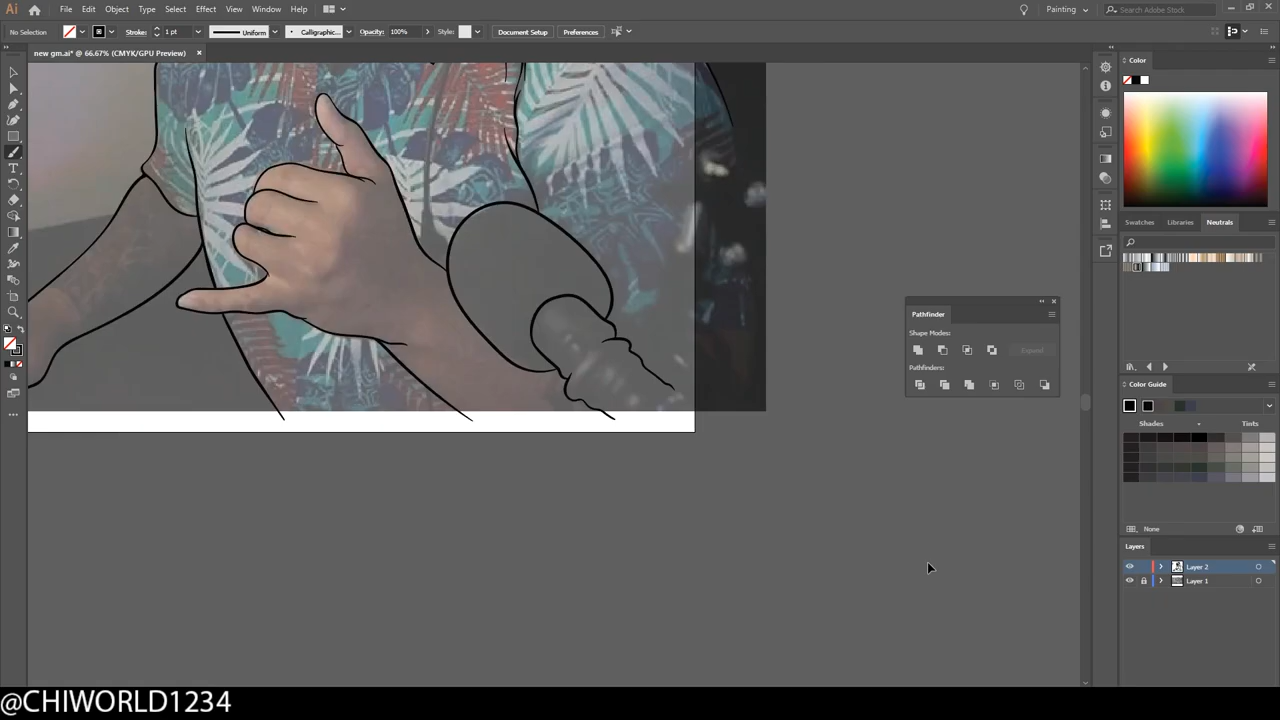 Ai File Edit Object Type Select Effect View Window Help Painting Search Adobe Stock
No Selection Stroke: 1 pt Uniform Calligraphic... Opacity: 100% Style: Document Setup Preferences
new gm.ai* @ 66.67% (CMYK/GPU Preview)
Color
Swatches Libraries Neutrals
Pathfinder
Shape Modes:
Expand
Pathfinders:
Color Guide
Shades Tints
None
Layers
Layer 2
Layer 1
@CHIWORLD1234